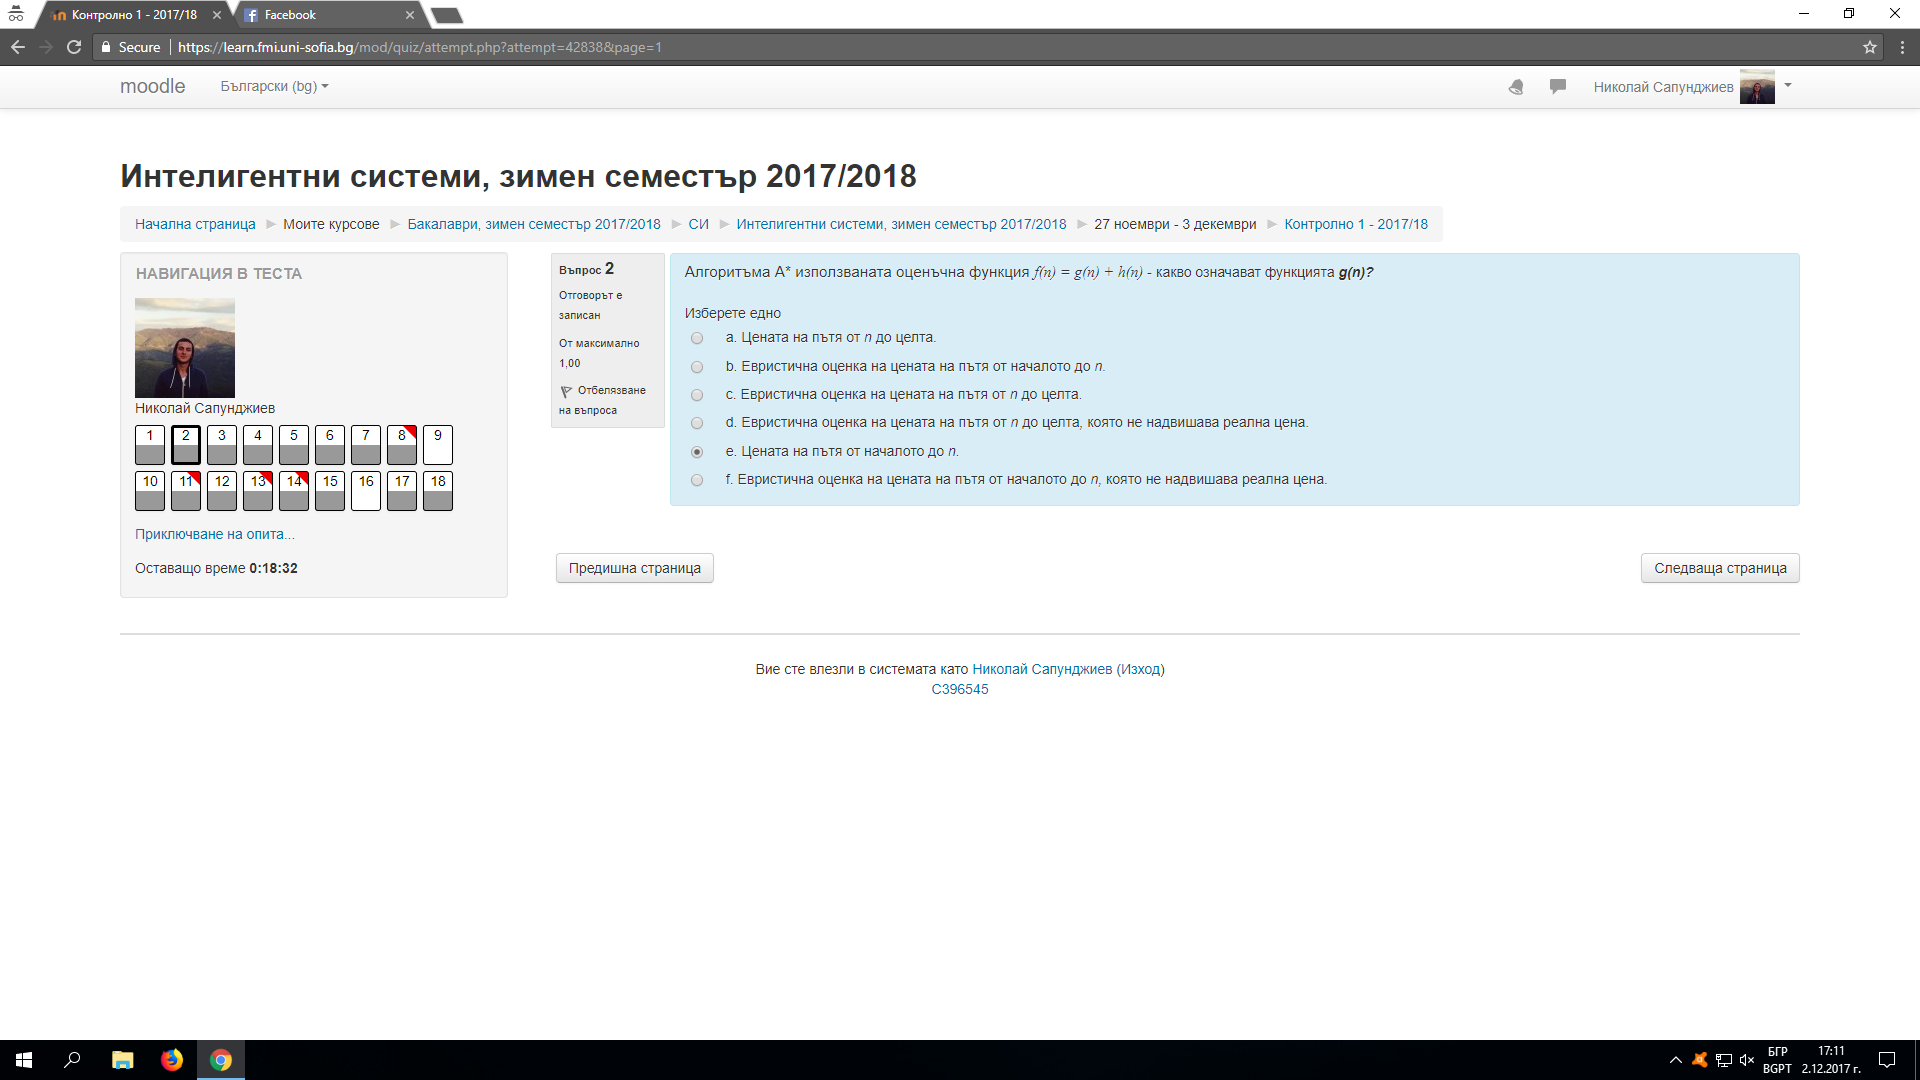 Контролно 1 - 2017/18
Facebook
Secure
https://learn.fmi.uni-sofia.bg/mod/quiz/attempt.php?attempt=42838&page=1
moodle
Български (bg)
Николай Сапунджиев
Интелигентни системи, зимен семестър 2017/2018
Начална страница ► Моите курсове ► Бакалаври, зимен семестър 2017/2018 ► СИ ► Интелигентни системи, зимен семестър 2017/2018 ► 27 ноември - 3 декември ► Контролно 1 - 2017/18
НАВИГАЦИЯ В ТЕСТА
Николай Сапунджиев
1 2 3 4 5 6 7 8 9
10 11 12 13 14 15 16 17 18
Приключване на опита...
Оставащо време 0:18:32
Въпрос 2
Отговорът е
записан
От максимално
1,00
Отбелязване
на въпроса
Алгоритъма A* използваната оценъчна функция f(n) = g(n) + h(n) - какво означават функцията g(n)?
Изберете едно
a. Цената на пътя от n до целта.
b. Евристична оценка на цената на пътя от началото до n.
c. Евристична оценка на цената на пътя от n до целта.
d. Евристична оценка на цената на пътя от n до целта, която не надвишава реална цена.
e. Цената на пътя от началото до n.
f. Евристична оценка на цената на пътя от началото до n, която не надвишава реална цена.
Предишна страница
Следваща страница
Вие сте влезли в системата като Николай Сапунджиев (Изход)
C396545
БГР
BGPT
17:11
2.12.2017 г.